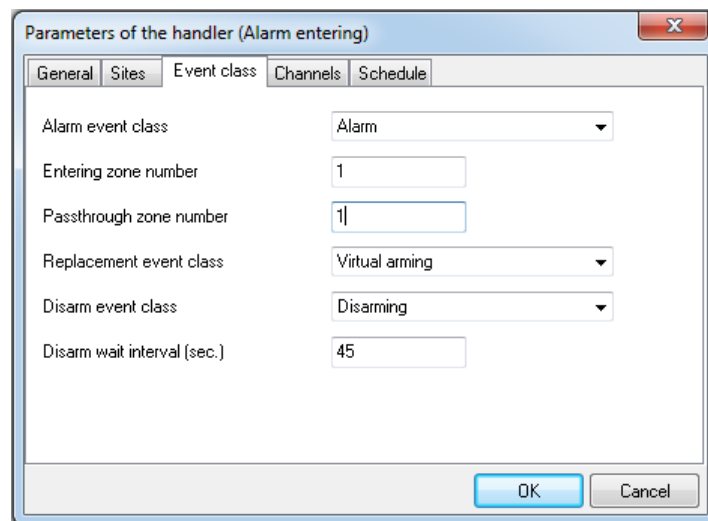 Parameters of the handler (Alarm entering)
General Sites Event class Channels Schedule
Alarm event class Alarm
Entering zone number 1
Passthrough zone number 1
Replacement event class Virtual arming
Disarm event class Disarming
Disarm wait interval (sec.) 45
OK Cancel